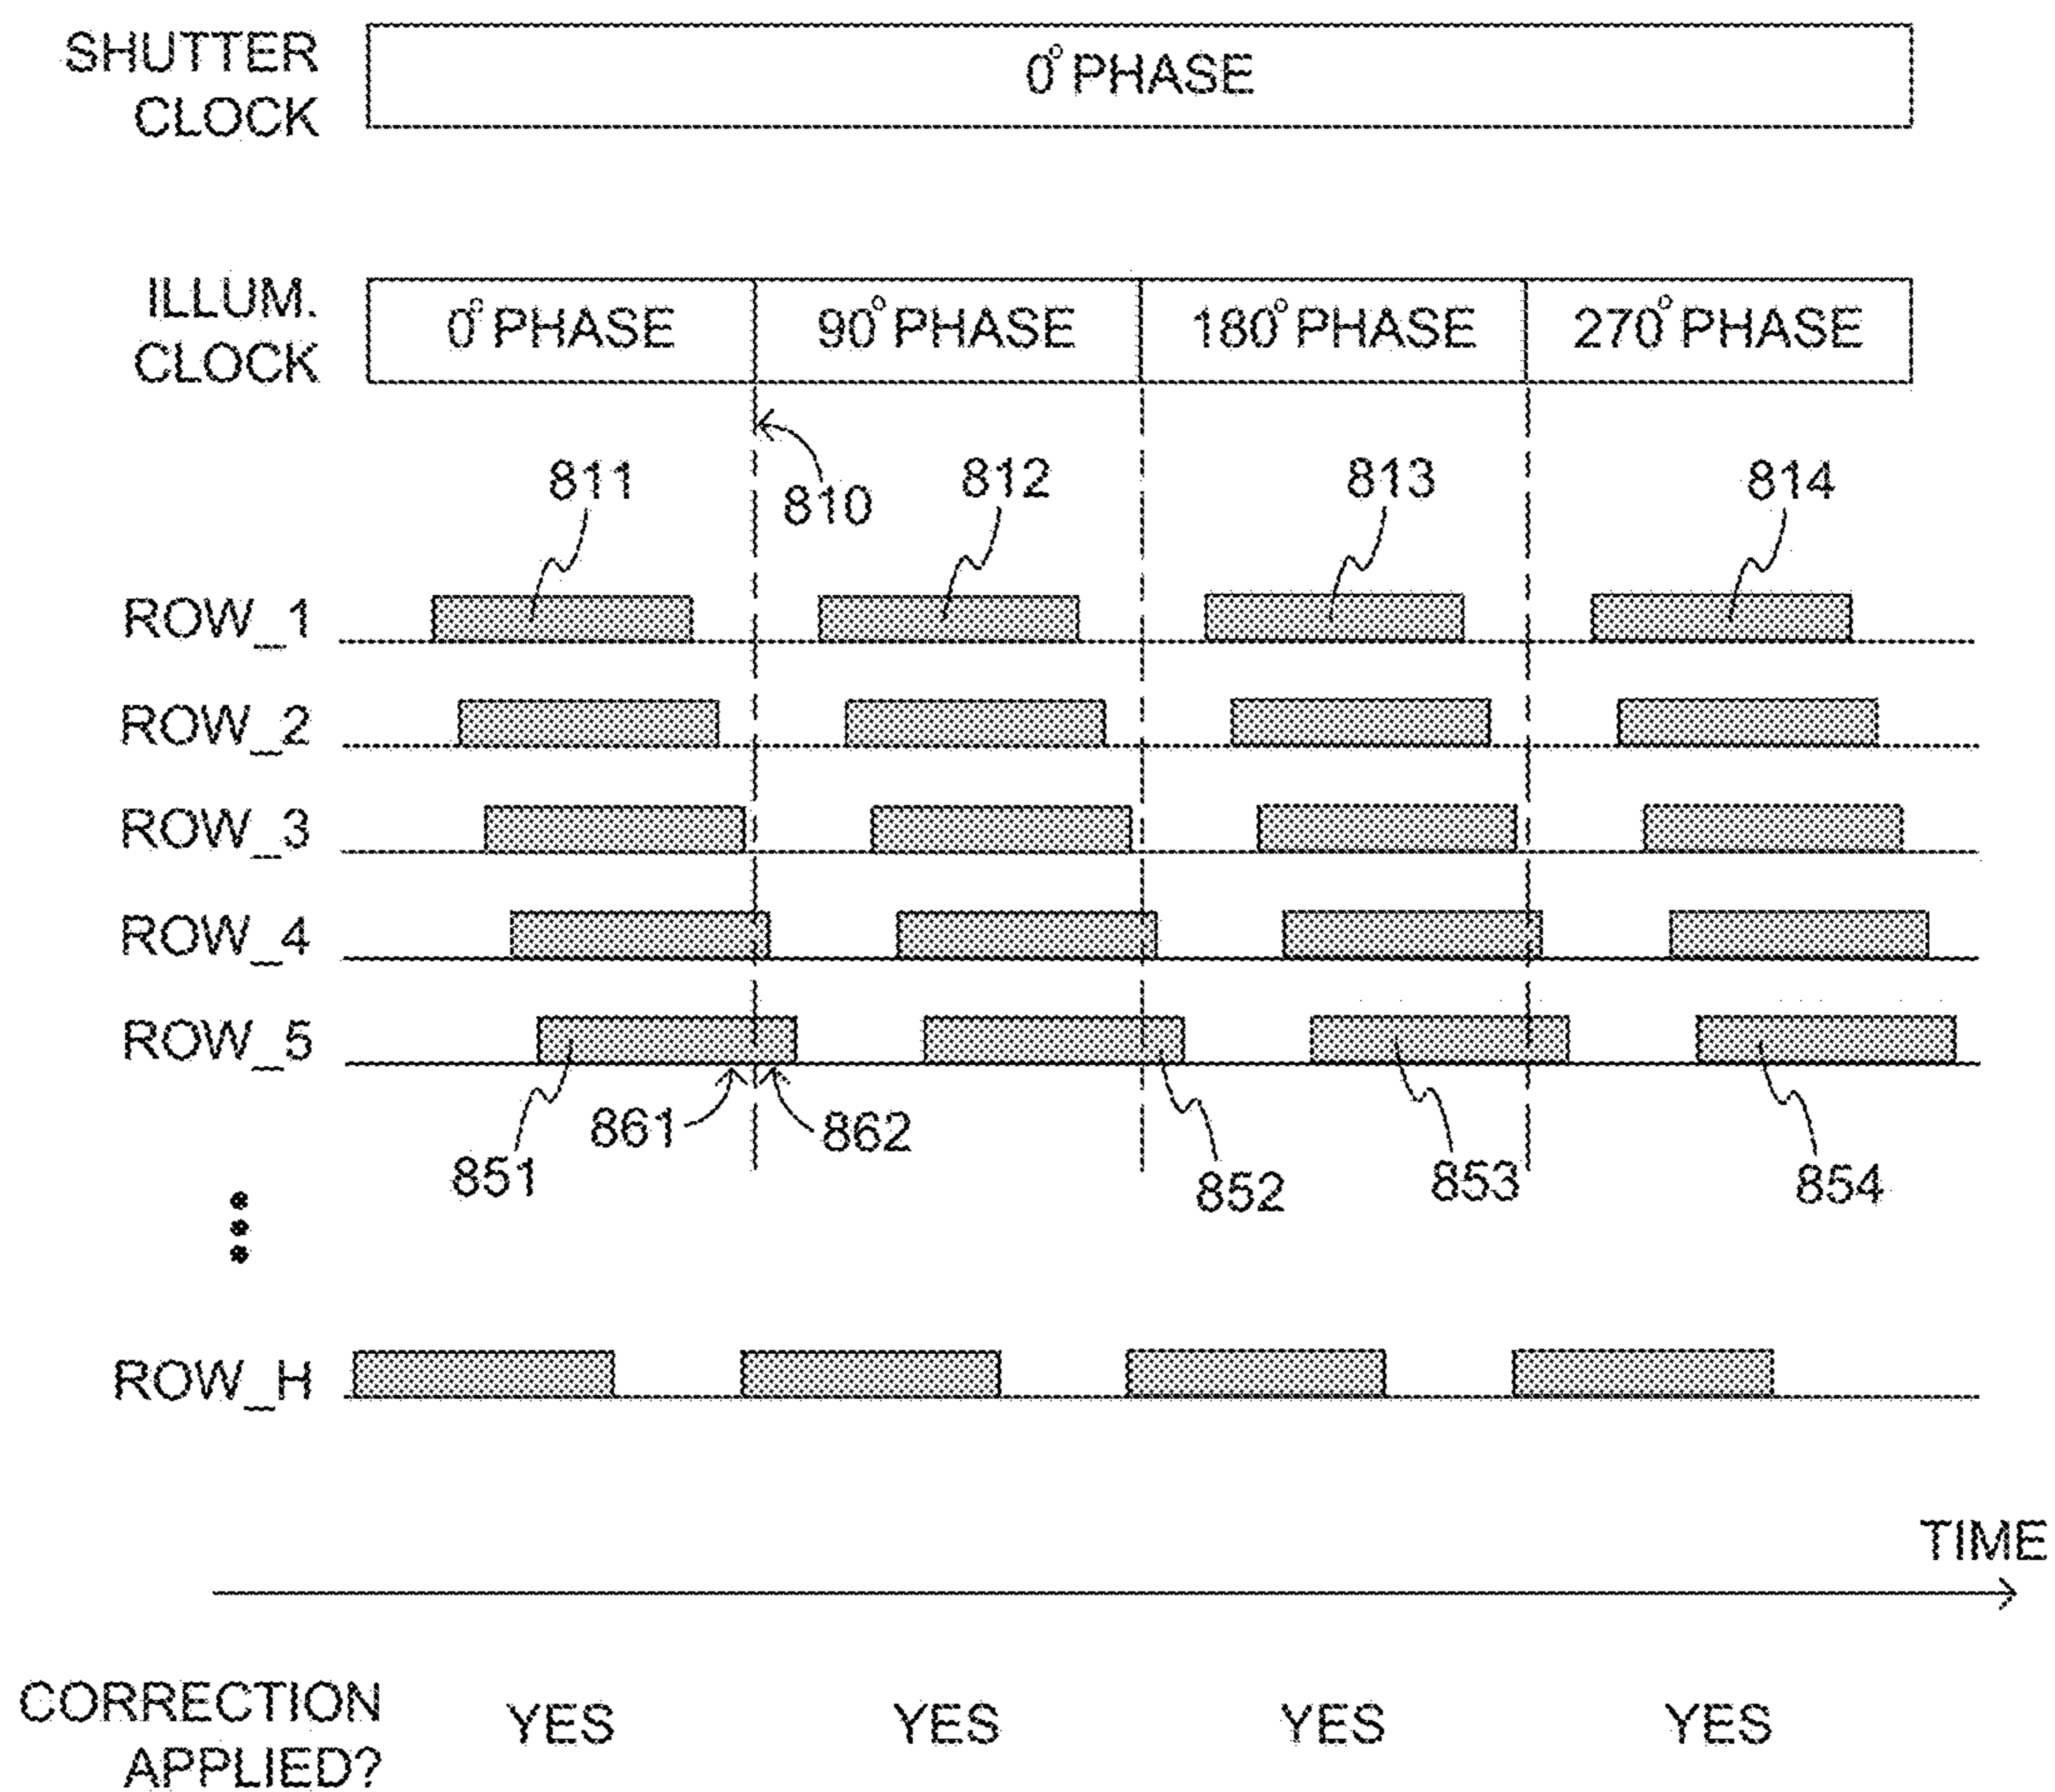 SHUTTER
CLOCK
0° PHASE
ILLUM.
CLOCK
0° PHASE
90° PHASE
180° PHASE
270° PHASE
810
811
812
813
814
ROW_1
ROW_2
ROW_3
ROW_4
ROW_5
851
861
862
852
853
854
ROW_H
TIME
CORRECTION
APPLIED?
YES
YES
YES
YES